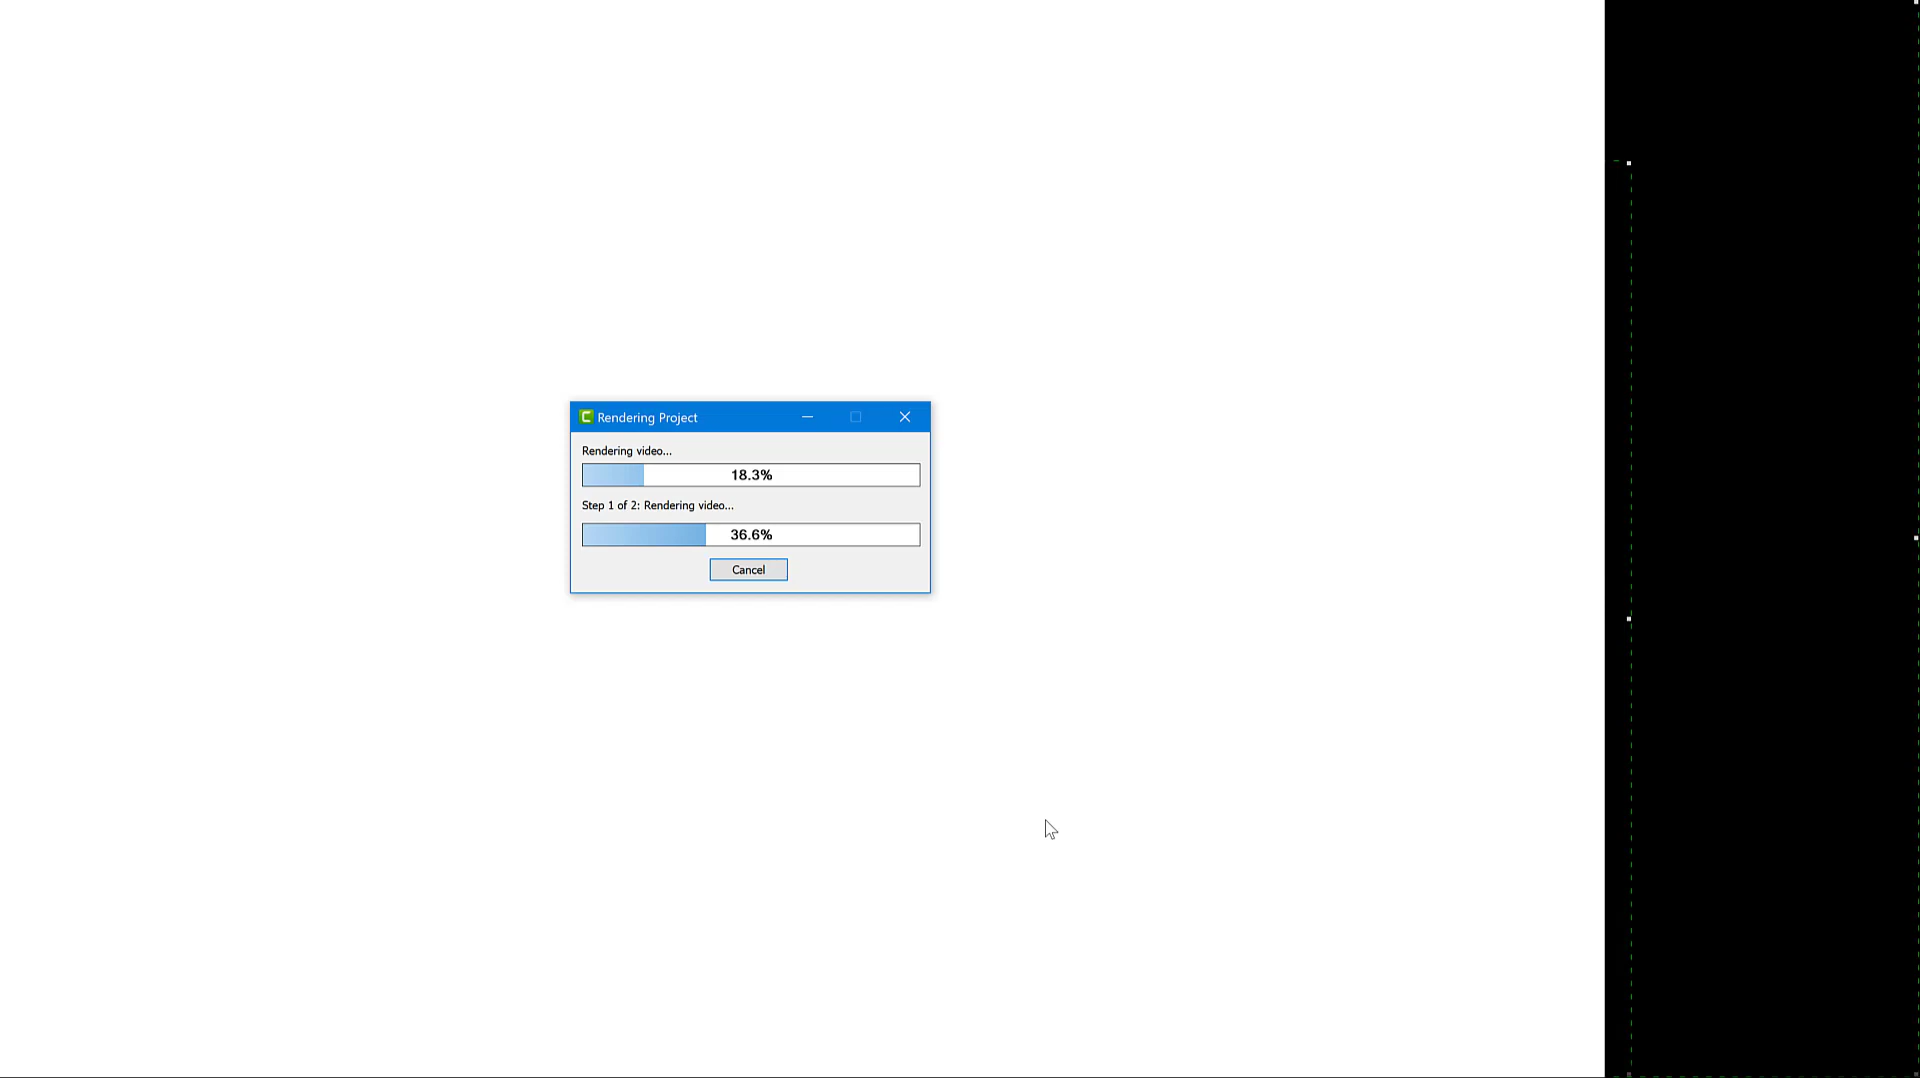 Rendering Project
Rendering video...
18.3%
Step 1 of 2: Rendering video...
36.6%
Cancel